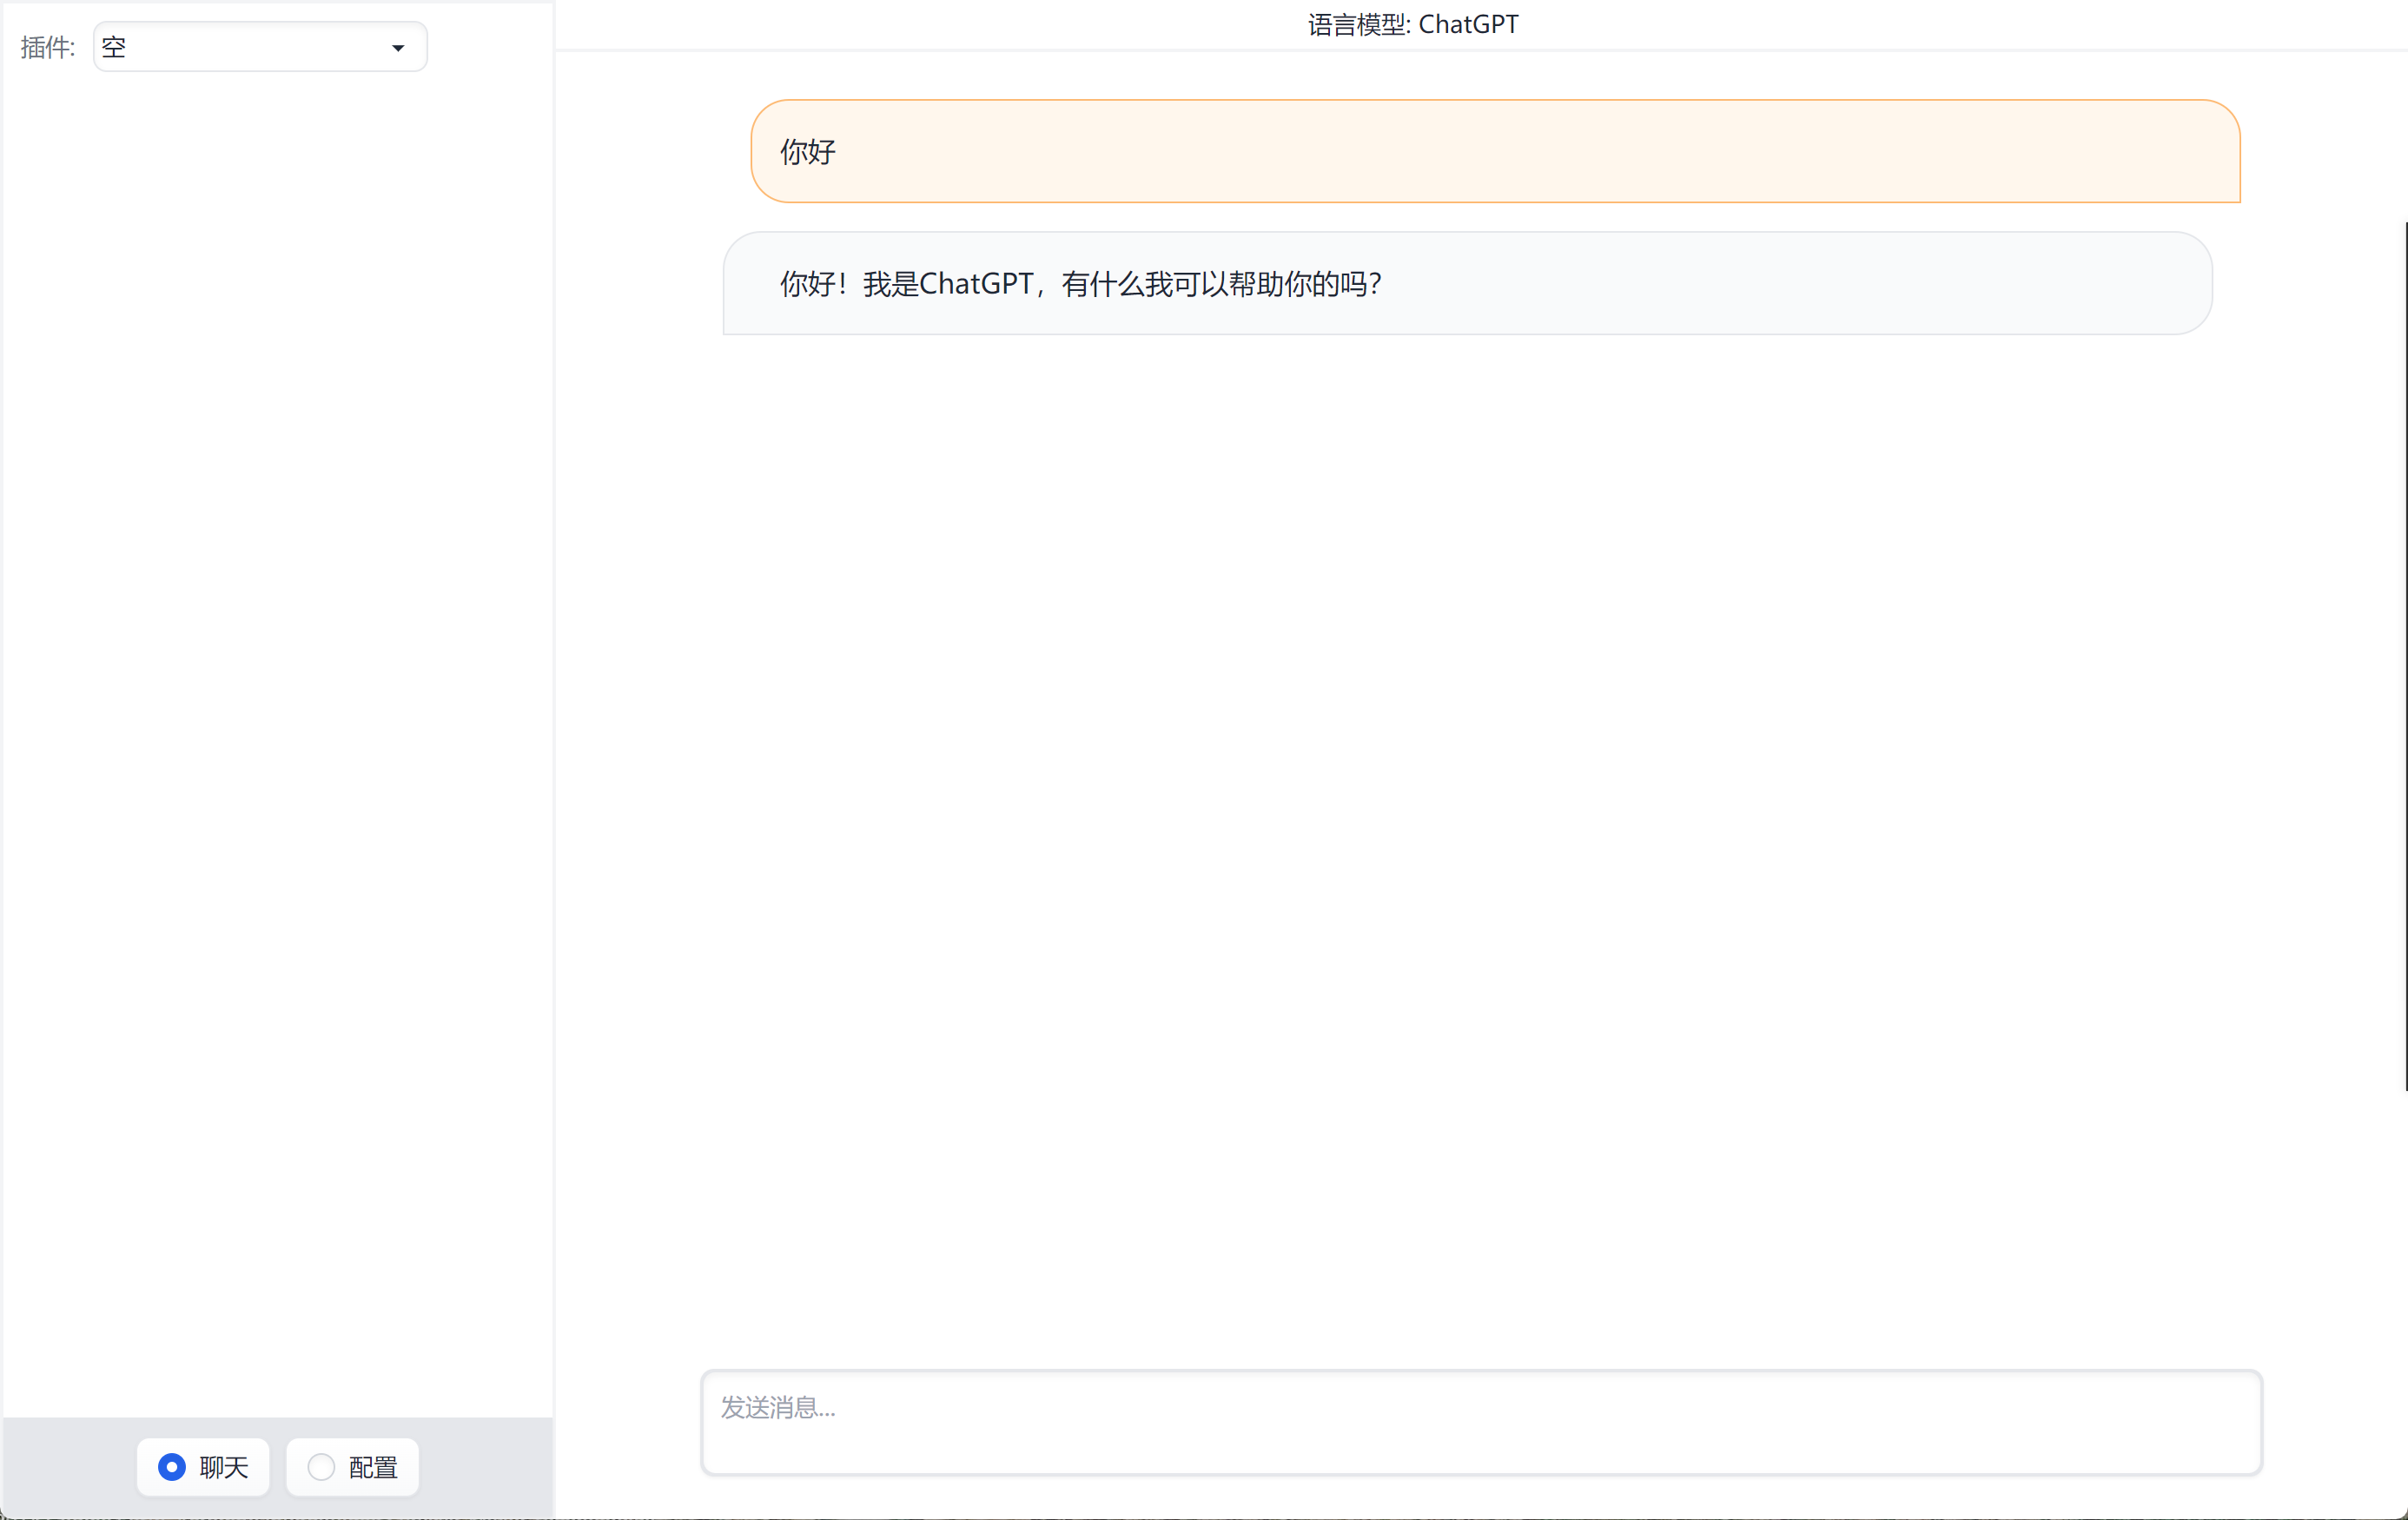 插件:
空
语言模型: ChatGPT
你好
你好！我是ChatGPT，有什么我可以帮助你的吗？
发送消息...
聊天
配置